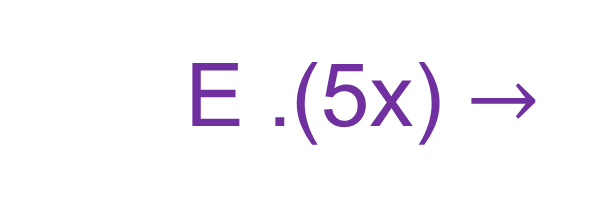 E .(5x) →